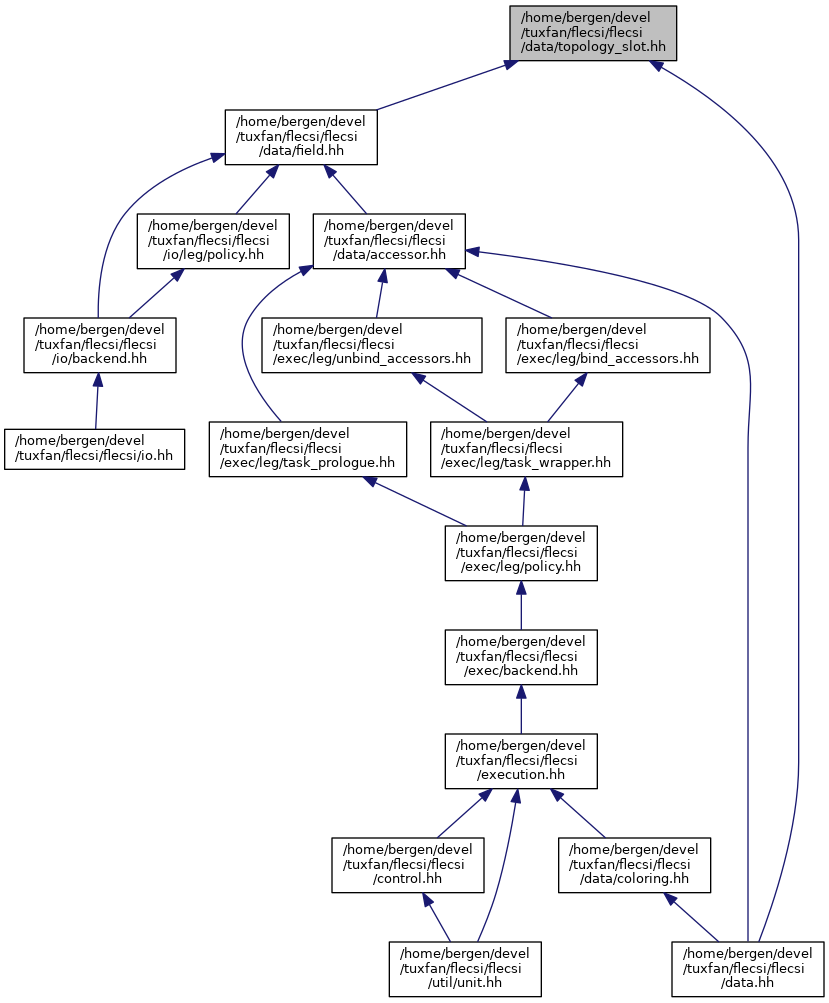 /home/bergen/devel
/tuxfan/flecsi/flecsi
/data/topology_slot.hh
/home/bergen/devel
/tuxfan/flecsi/flecsi
/data/field.hh
/home/bergen/devel
/tuxfan/flecsi/flecsi
/io/leg/policy.hh
/home/bergen/devel
/tuxfan/flecsi/flecsi
/data/accessor.hh
/home/bergen/devel
/tuxfan/flecsi/flecsi
/io/backend.hh
/home/bergen/devel
/tuxfan/flecsi/flecsi
/exec/leg/unbind_accessors.hh
/home/bergen/devel
/tuxfan/flecsi/flecsi
/exec/leg/bind_accessors.hh
/home/bergen/devel
/tuxfan/flecsi/flecsi/io.hh
/home/bergen/devel
/tuxfan/flecsi/flecsi
/exec/leg/task_prologue.hh
/home/bergen/devel
/tuxfan/flecsi/flecsi
/exec/leg/task_wrapper.hh
/home/bergen/devel
/tuxfan/flecsi/flecsi
/exec/leg/policy.hh
/home/bergen/devel
/tuxfan/flecsi/flecsi
/exec/backend.hh
/home/bergen/devel
/tuxfan/flecsi/flecsi
/execution.hh
/home/bergen/devel
/tuxfan/flecsi/flecsi
/control.hh
/home/bergen/devel
/tuxfan/flecsi/flecsi
/data/coloring.hh
/home/bergen/devel
/tuxfan/flecsi/flecsi
/util/unit.hh
/home/bergen/devel
/tuxfan/flecsi/flecsi
/data.hh